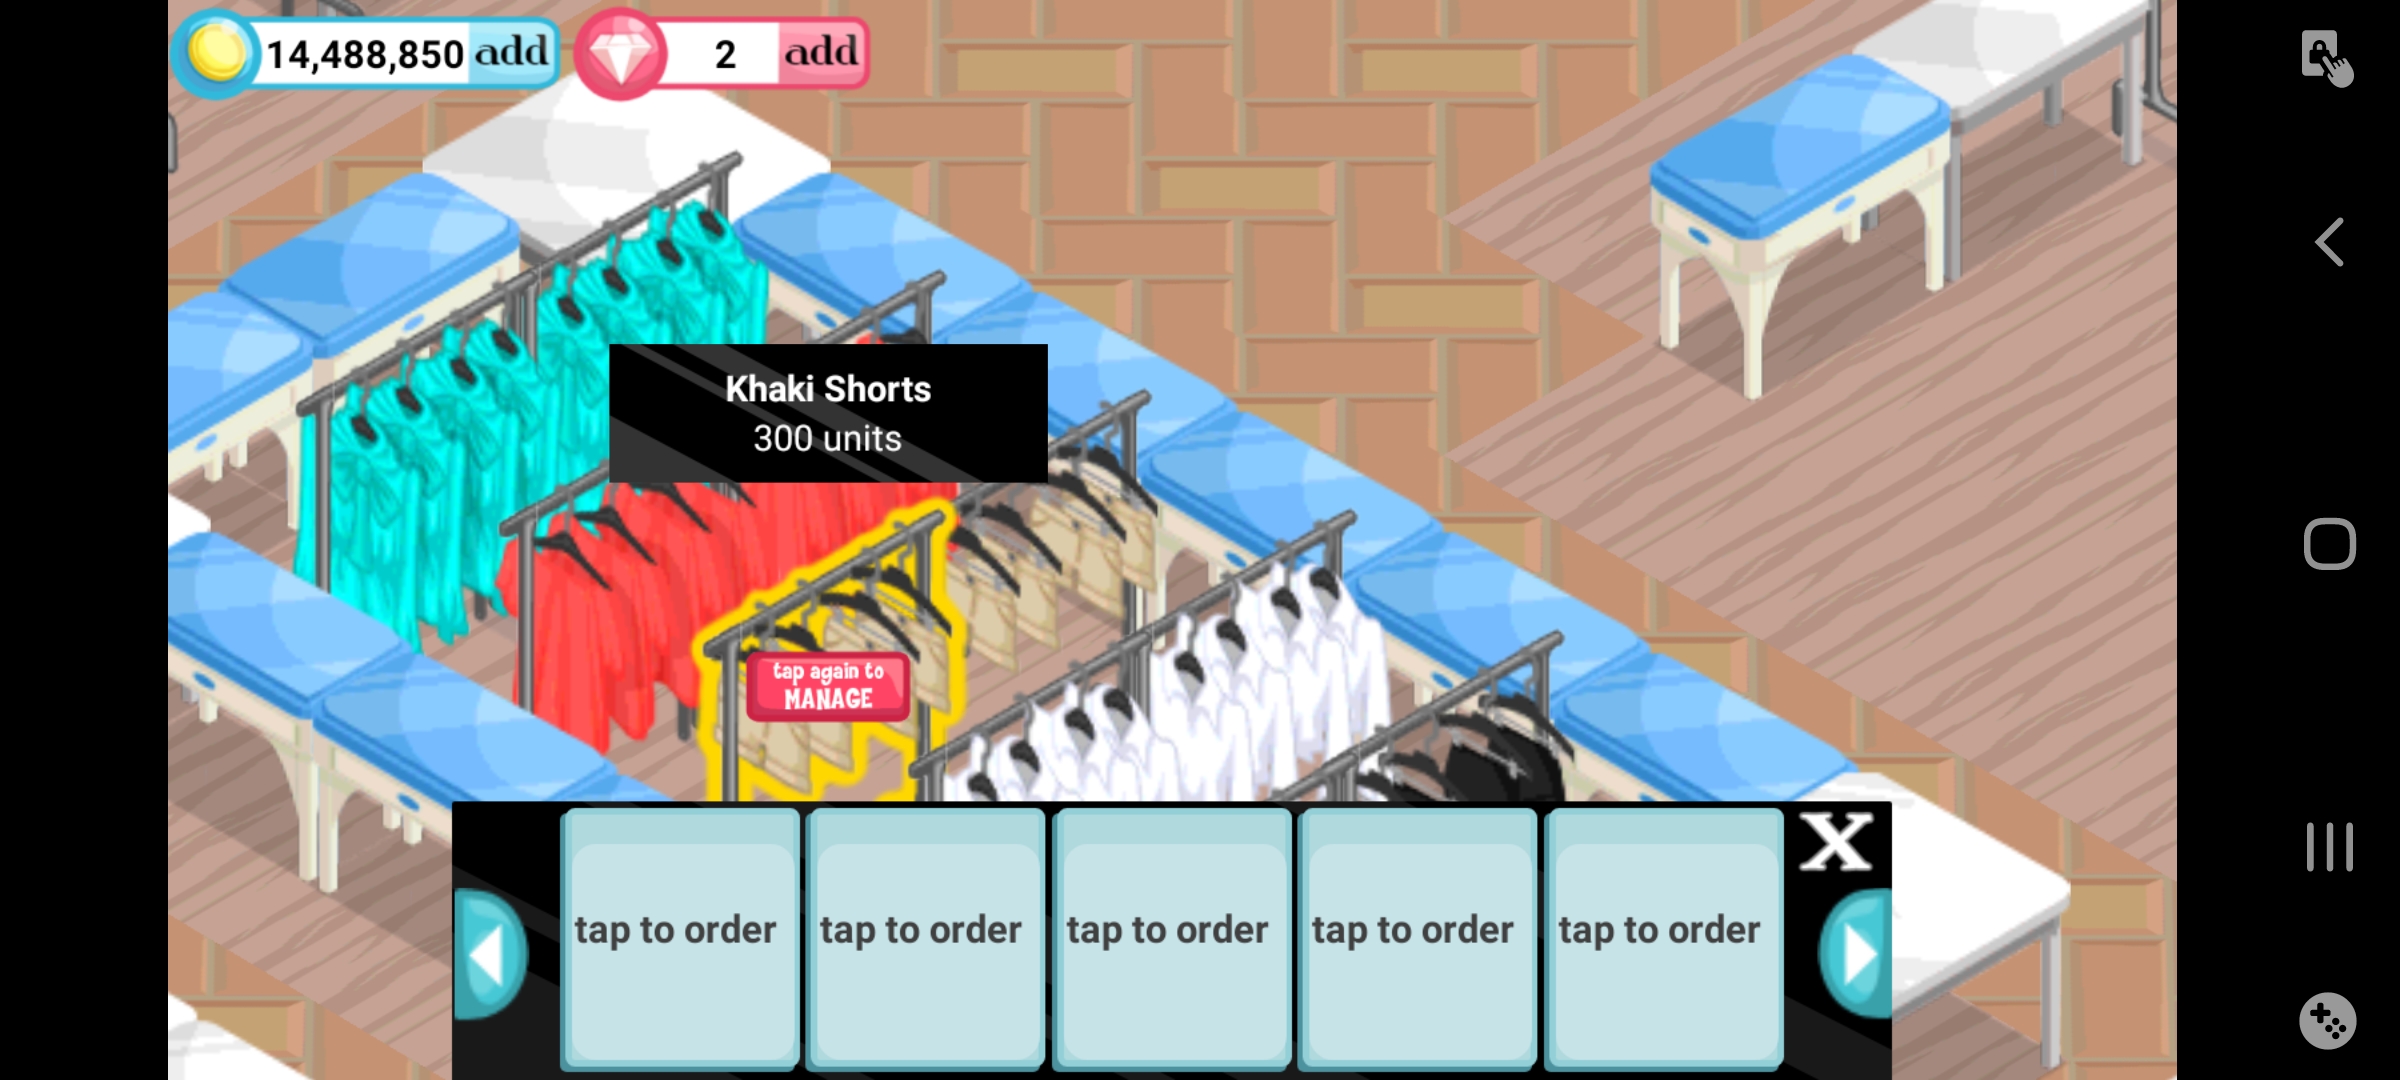 14,488,850 add 2 add
Khaki Shorts
300 units
tap again to
MANAGE
X
tap to order tap to order tap to order tap to order tap to order